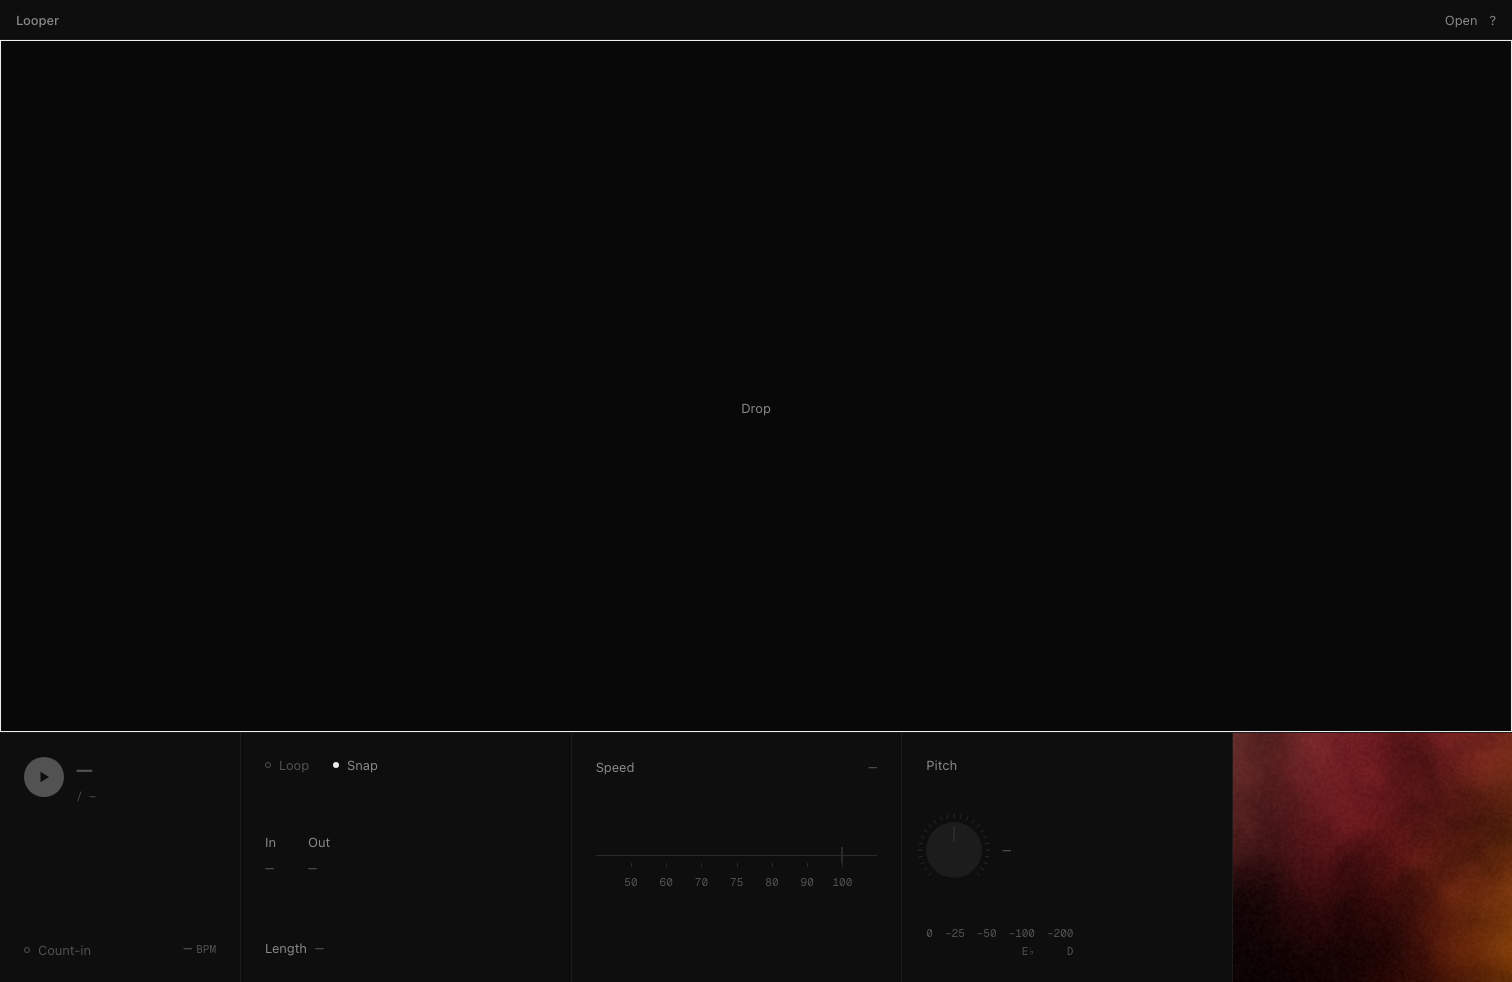 Looper
Open ?
Drop
—
/ —
Count-in
— BPM
Loop Snap
In Out
— —
Length —
Speed —
50 60 70 75 80 90 100
Pitch
—
0 −25 −50 −100 −200
E♭ D